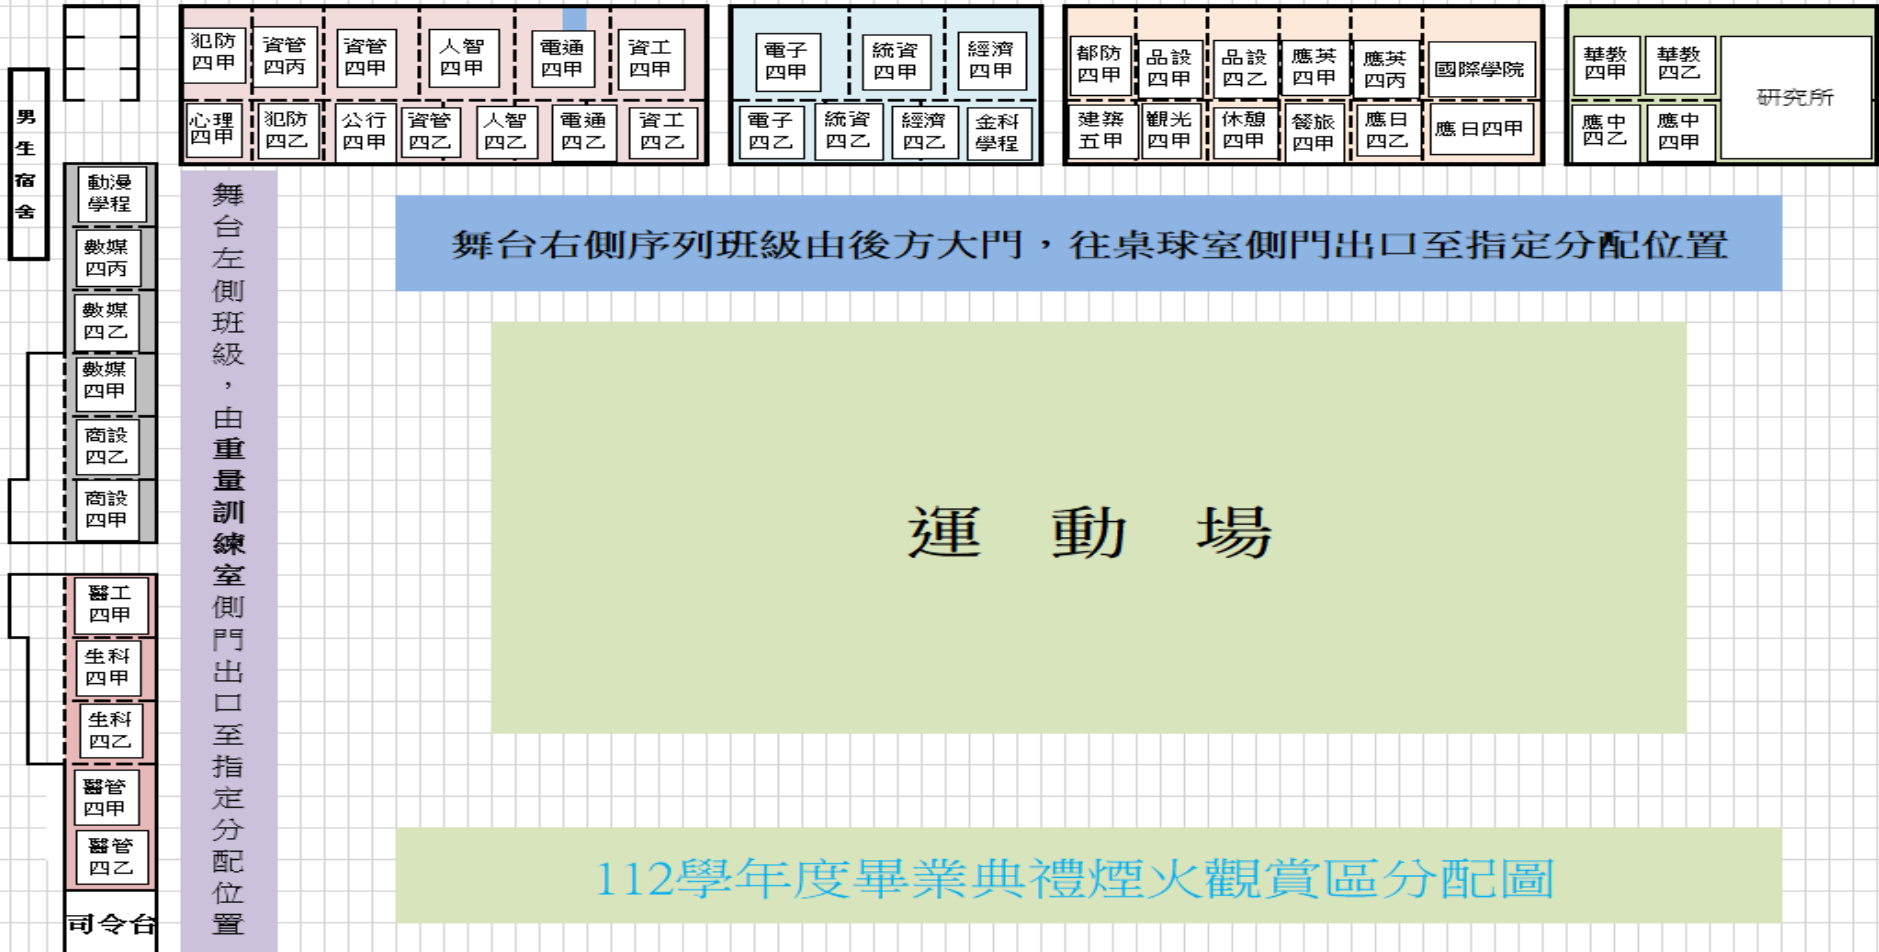 犯防
四甲
資管
四丙
資管
四甲
人智
四甲
電通
四甲
資工
四甲
電子
四甲
統資
四甲
經濟
四甲
都防
四甲
品設
四甲
品設
四乙
應英
四甲
應英
四丙
國際學院
華教
四甲
華教
四乙
研究所
心理
四甲
犯防
四乙
公行
四甲
資管
四乙
人智
四乙
電通
四乙
資工
四乙
電子
四乙
統資
四乙
經濟
四乙
金科
學程
建築
五甲
觀光
四甲
休憩
四甲
餐旅
四甲
應日
四乙
應日四甲
應中
四乙
應中
四甲
男生宿舍
動漫
學程
數媒
四丙
數媒
四乙
數媒
四甲
商設
四乙
商設
四甲
醫工
四甲
生科
四甲
生科
四乙
醫管
四甲
醫管
四乙
司令台
舞台左側班級，由重量訓練室側門出口至指定分配位置
舞台右側序列班級由後方大門，往桌球室側門出口至指定分配位置
運動場
112學年度畢業典禮煙火觀賞區分配圖